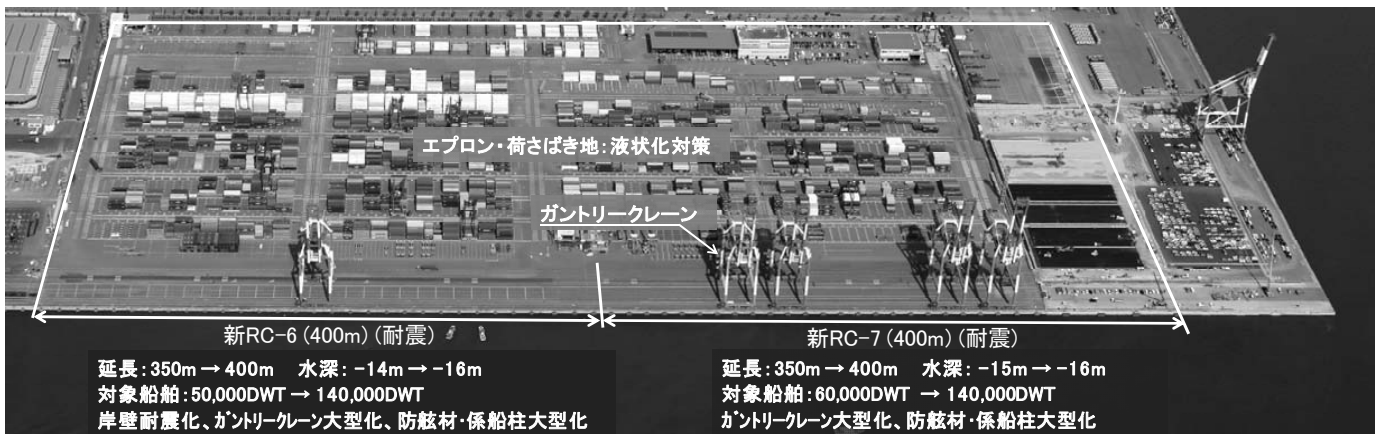 エプロン・荷さばき地：液状化対策
ガントリークレーン
新RC-6（400m）（耐震）
新RC-7（400m）（耐震）
延長：350m → 400m　水深：-14m → -16m
対象船舶：50,000DWT → 140,000DWT
岸壁耐震化、ｶﾞﾝﾄﾘｰｸﾚｰﾝ大型化、防舷材・係船柱大型化
延長：350m → 400m　水深：-15m → -16m
対象船舶：60,000DWT → 140,000DWT
ｶﾞﾝﾄﾘｰｸﾚｰﾝ大型化、防舷材・係船柱大型化